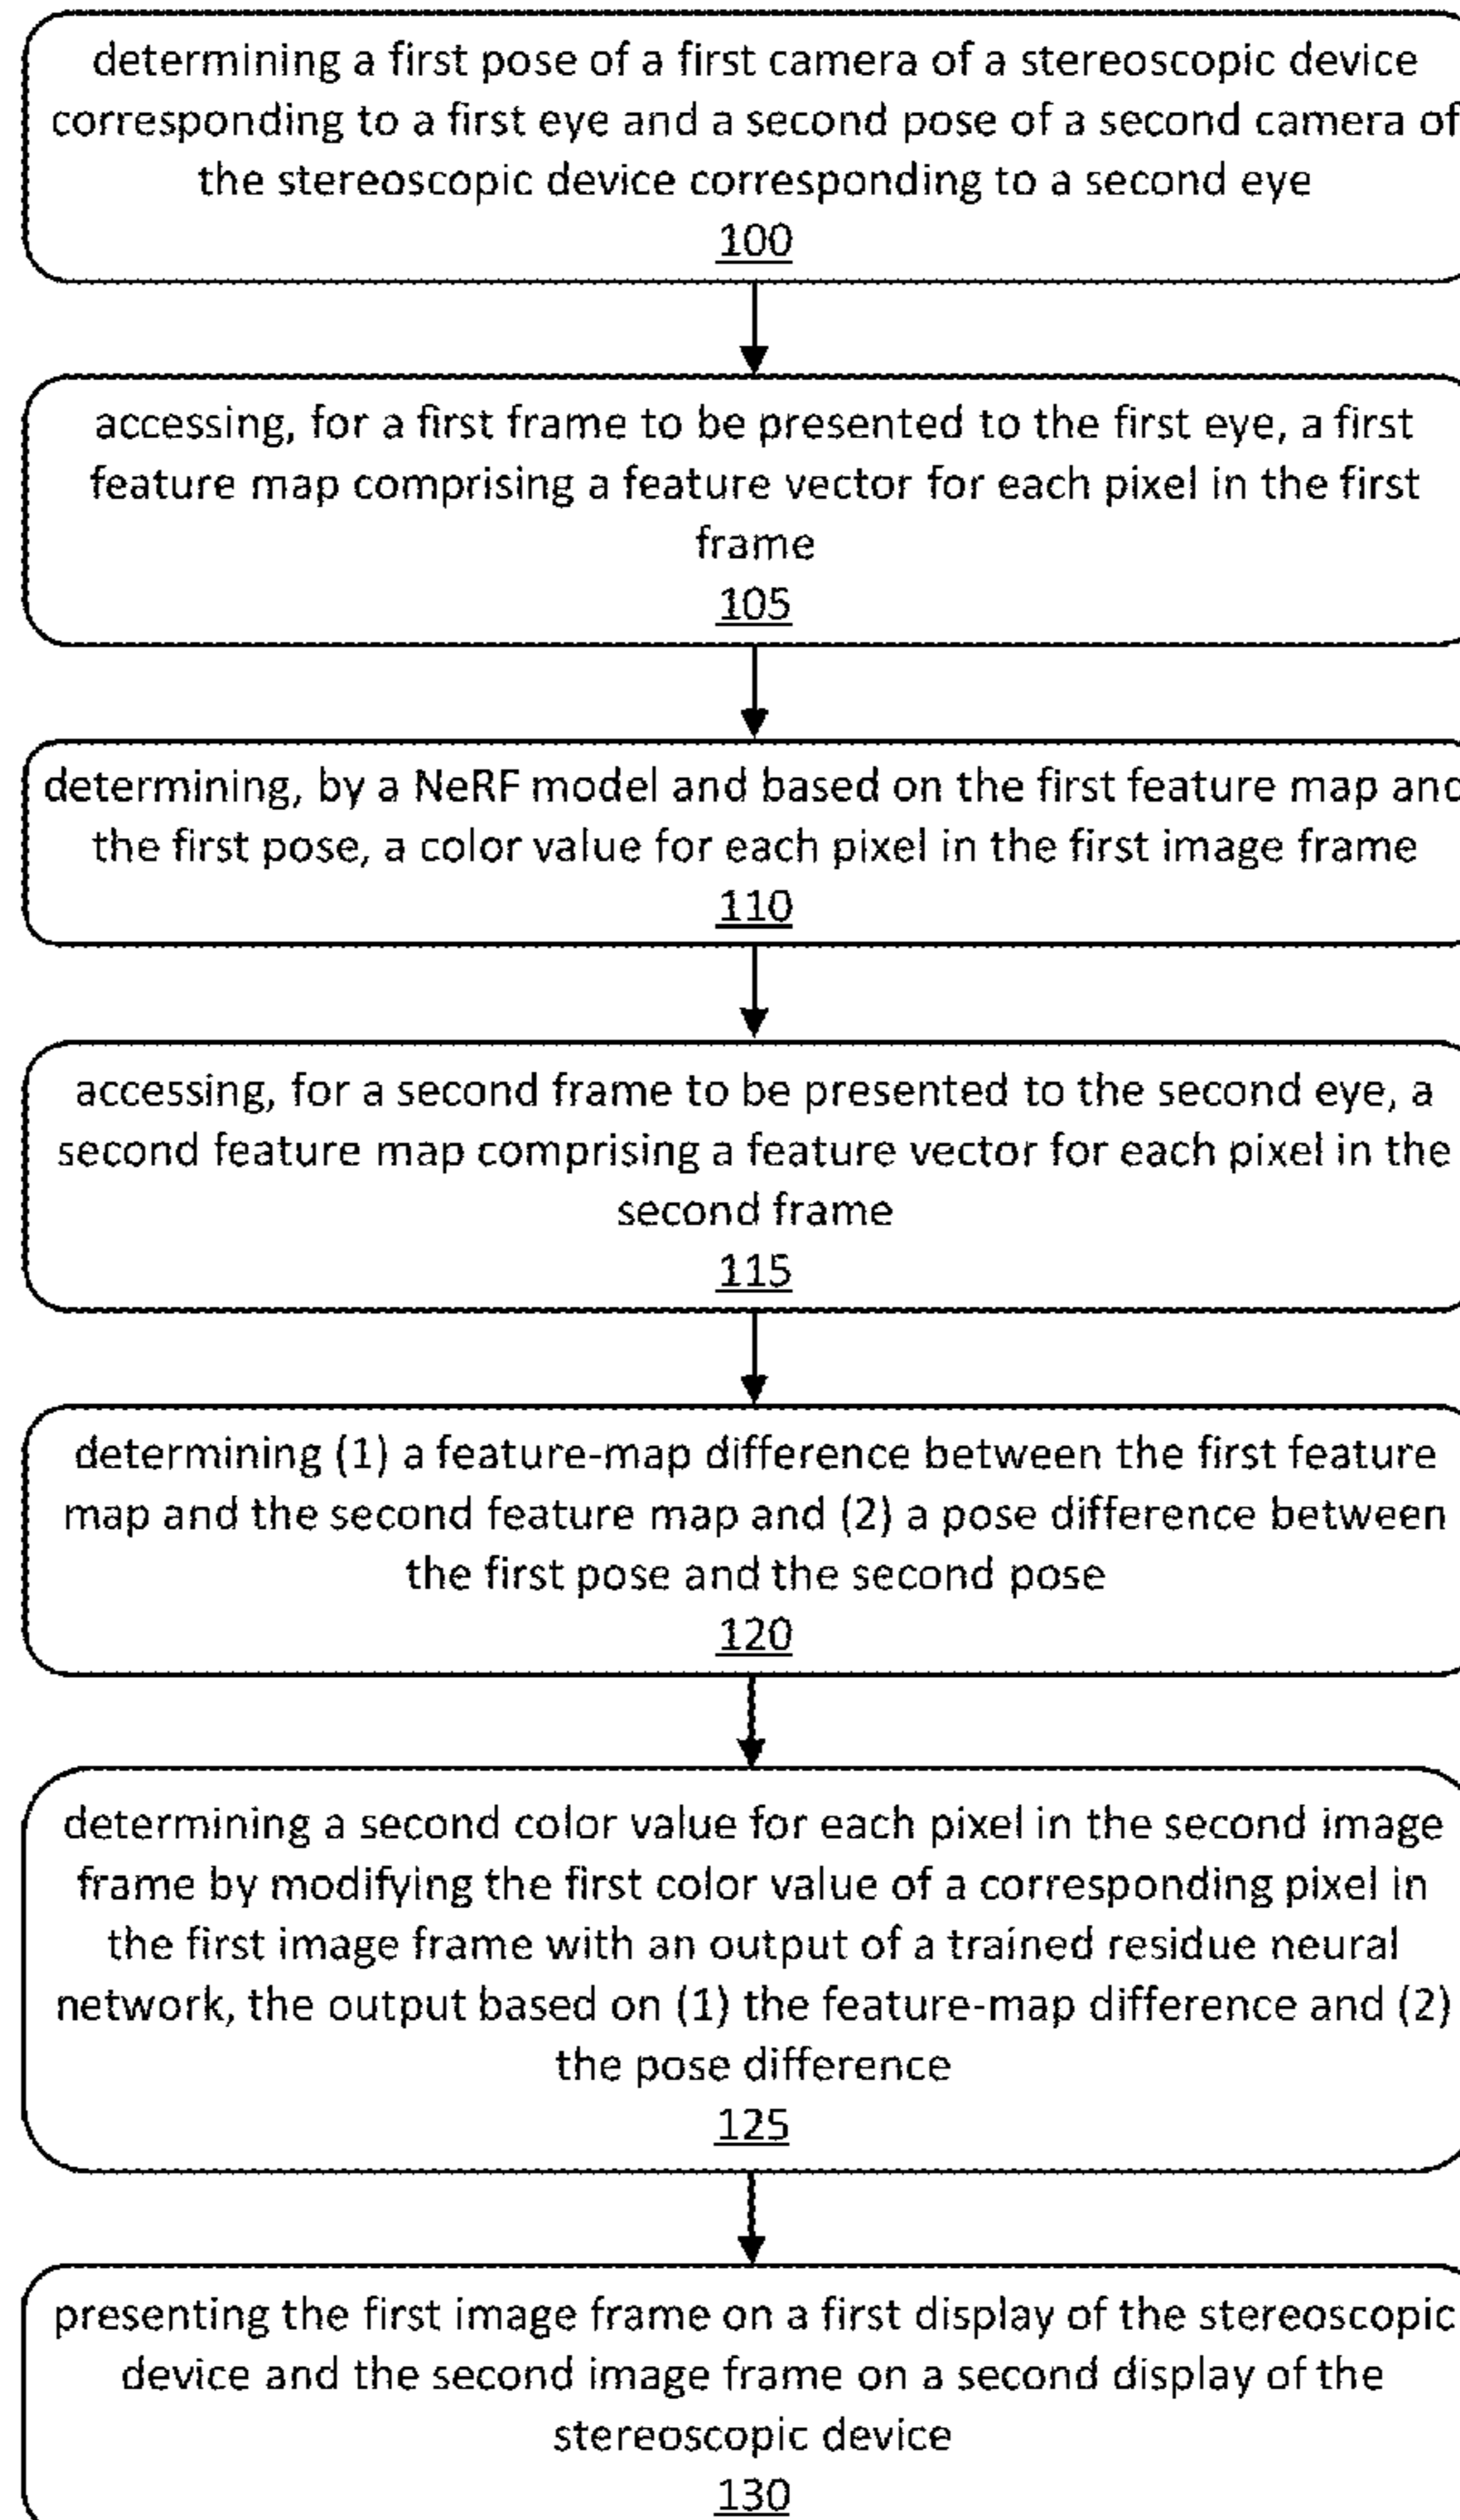 determining a first pose of a first camera of a stereoscopic device
corresponding to a first eye and a second pose of a second camera of
the stereoscopic device corresponding to a second eye
100
accessing, for a first frame to be presented to the first eye, a first
feature map comprising a feature vector for each pixel in the first
frame
105
determining, by a NeRF model and based on the first feature map and
the first pose, a color value for each pixel in the first image frame
110
accessing, for a second frame to be presented to the second eye, a
second feature map comprising a feature vector for each pixel in the
second frame
115
determining (1) a feature-map difference between the first feature
map and the second feature map and (2) a pose difference between
the first pose and the second pose
120
determining a second color value for each pixel in the second image
frame by modifying the first color value of a corresponding pixel in
the first image frame with an output of a trained residue neural
network, the output based on (1) the feature-map difference and (2)
the pose difference
125
presenting the first image frame on a first display of the stereoscopic
device and the second image frame on a second display of the
stereoscopic device
130